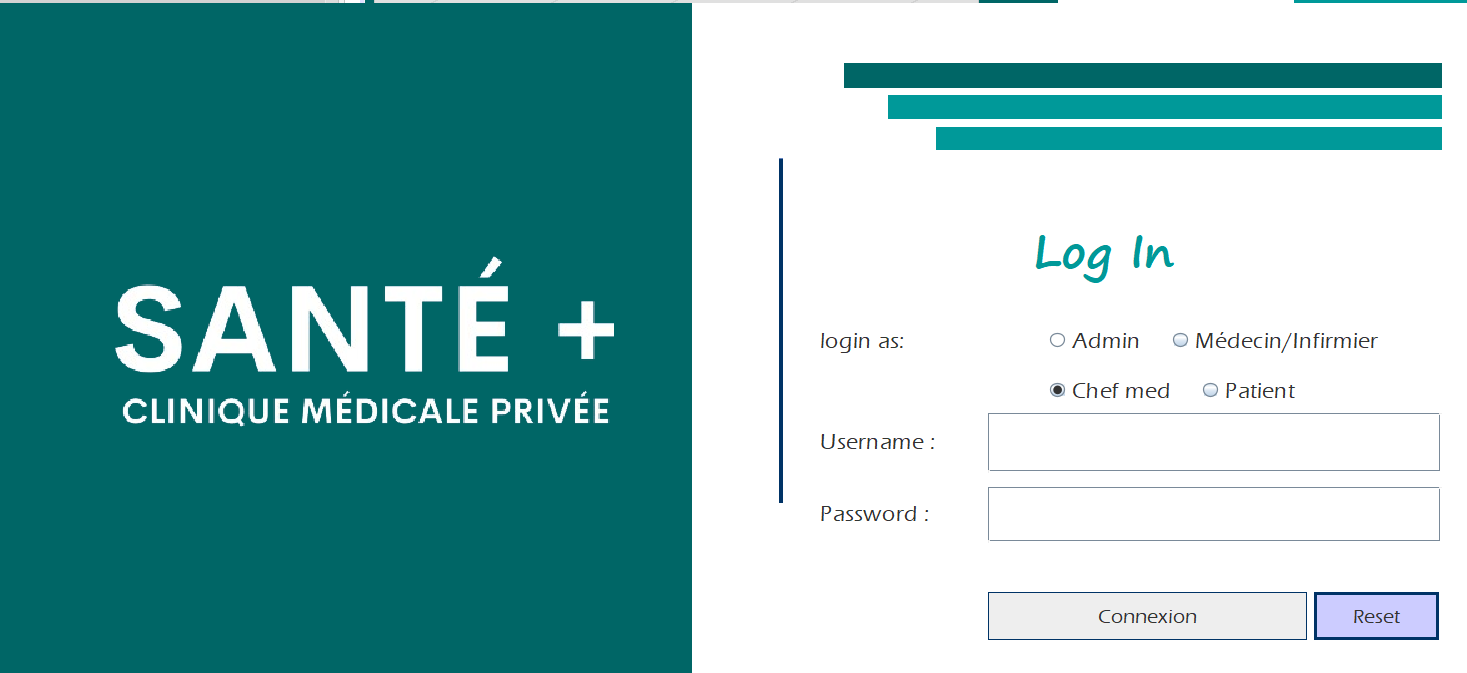 SANTÉ +
CLINIQUE MÉDICALE PRIVÉE
Log In
login as: Admin Médecin/Infirmier
Chef med Patient
Username :
Password :
Connexion Reset